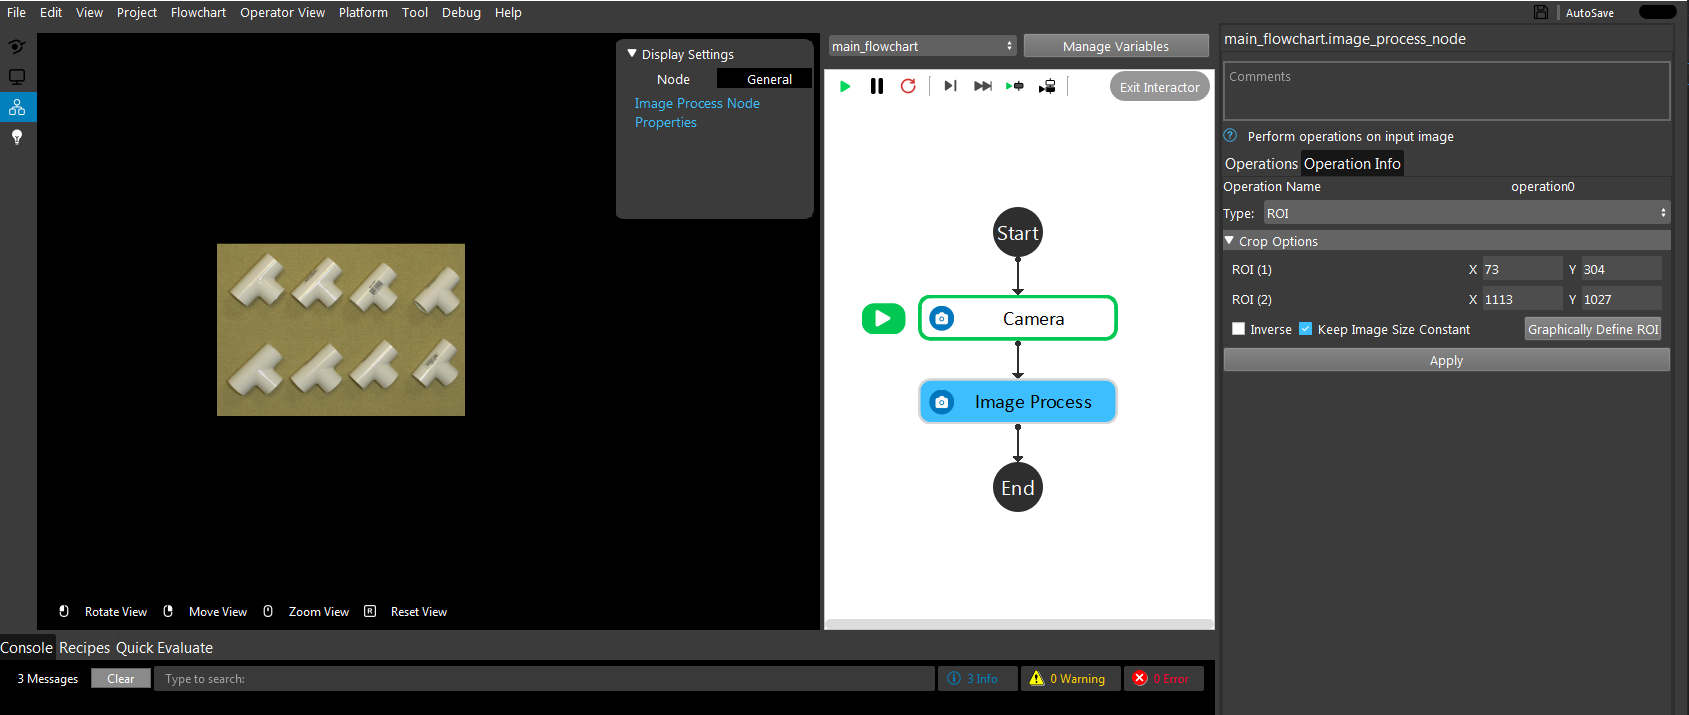 File Edit View Project Flowchart Operator View Platform Tool Debug Help
AutoSave
Display Settings
Node General
Image Process Node
Properties
Rotate View Move View Zoom View R Reset View
main_flowchart Manage Variables
Exit Interactor
Start
Camera
Image Process
End
main_flowchart.image_process_node
Comments
? Perform operations on input image
Operations Operation Info
Operation Name operation0
Type: ROI
Crop Options
ROI (1) X 73 Y 304
ROI (2) X 1113 Y 1027
Inverse Keep Image Size Constant Graphically Define ROI
Apply
Console Recipes Quick Evaluate
3 Messages Clear Type to search: 3 Info 0 Warning 0 Error